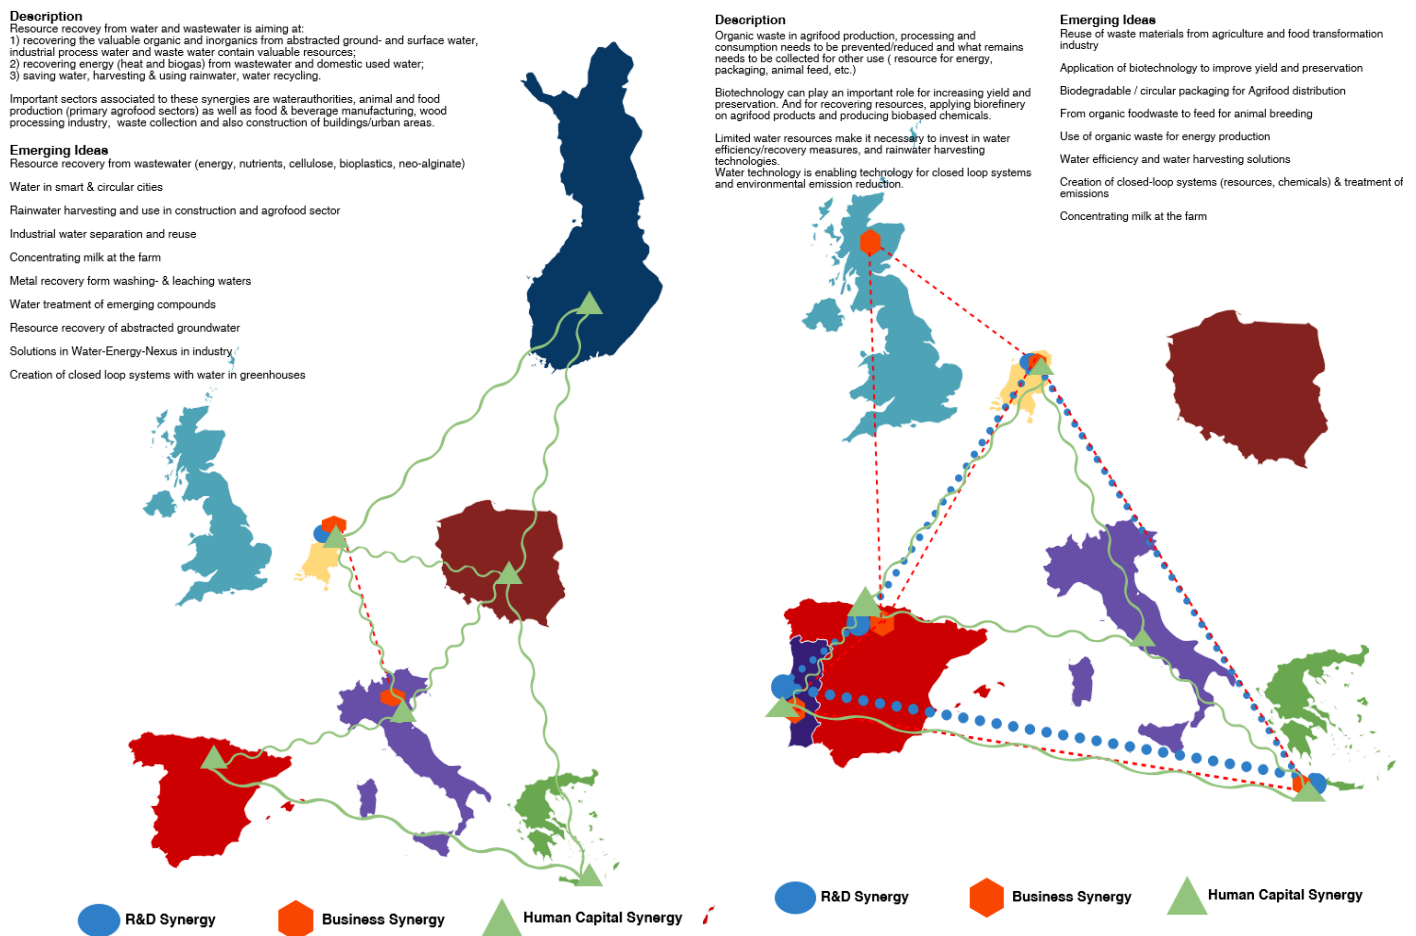 Description
Resource recovey from water and wastewater is aiming at:
1) recovering the valuable organic and inorganics from abstracted ground- and surface water,
industrial process water and waste water contain valuable resources;
2) recovering energy (heat and biogas) from wastewater and domestic used water;
3) saving water, harvesting & using rainwater, water recycling.
Important sectors associated to these synergies are waterauthorities, animal and food
production (primary agrofood sectors) as well as food & beverage manufacturing, wood
processing industry, waste collection and also construction of buildings/urban areas.
Emerging Ideas
Resource recovery from wastewater (energy, nutrients, cellulose, bioplastics, neo-alginate)
Water in smart & circular cities
Rainwater harvesting and use in construction and agrofood sector
Industrial water separation and reuse
Concentrating milk at the farm
Metal recovery form washing- & leaching waters
Water treatment of emerging compounds
Resource recovery of abstracted groundwater
Solutions in Water-Energy-Nexus in industry
Creation of closed loop systems with water in greenhouses
R&D Synergy
Business Synergy
Human Capital Synergy
Description
Organic waste in agrifood production, processing and
consumption needs to be prevented/reduced and what remains
needs to be collected for other use ( resource for energy,
packaging, animal feed, etc.)
Biotechnology can play an important role for increasing yield and
preservation. And for recovering resources, applying biorefinery
on agrifood products and producing biobased chemicals.
Limited water resources make it necessary to invest in water
efficiency/recovery measures, and rainwater harvesting
technologies.
Water technology is enabling technology for closed loop systems
and environmental emission reduction.
Emerging Ideas
Reuse of waste materials from agriculture and food transformation
industry
Application of biotechnology to improve yield and preservation
Biodegradable / circular packaging for Agrifood distribution
From organic foodwaste to feed for animal breeding
Use of organic waste for energy production
Water efficiency and water harvesting solutions
Creation of closed-loop systems (resources, chemicals) & treatment of
emissions
Concentrating milk at the farm
R&D Synergy
Business Synergy
Human Capital Synergy